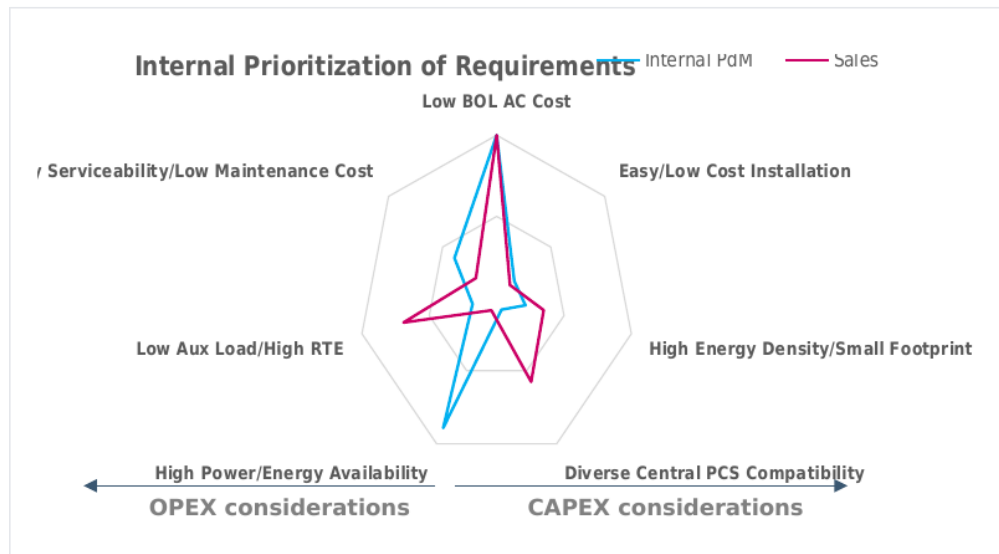 Internal Prioritization of Requirements
Internal PdM
Sales
Low BOL AC Cost
y Serviceability/Low Maintenance Cost
Easy/Low Cost Installation
Low Aux Load/High RTE
High Energy Density/Small Footprint
High Power/Energy Availability
Diverse Central PCS Compatibility
OPEX considerations
CAPEX considerations